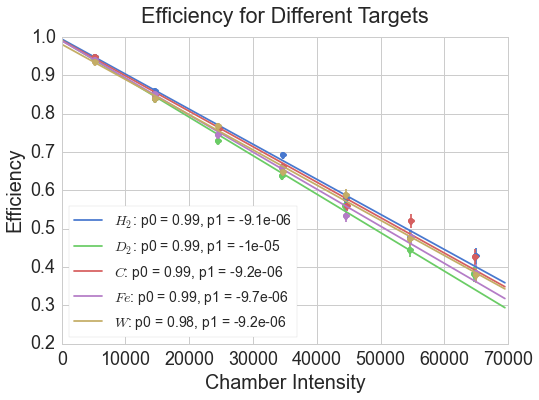 Efficiency for Different Targets
1.0
0.9
0.8
0.7
0.6
0.5
0.4
0.3
0.2
Efficiency
H₂: p0 = 0.99, p1 = -9.1e-06
D₂: p0 = 0.99, p1 = -1e-05
C: p0 = 0.99, p1 = -9.2e-06
Fe: p0 = 0.99, p1 = -9.7e-06
W: p0 = 0.98, p1 = -9.2e-06
0 10000 20000 30000 40000 50000 60000 70000
Chamber Intensity